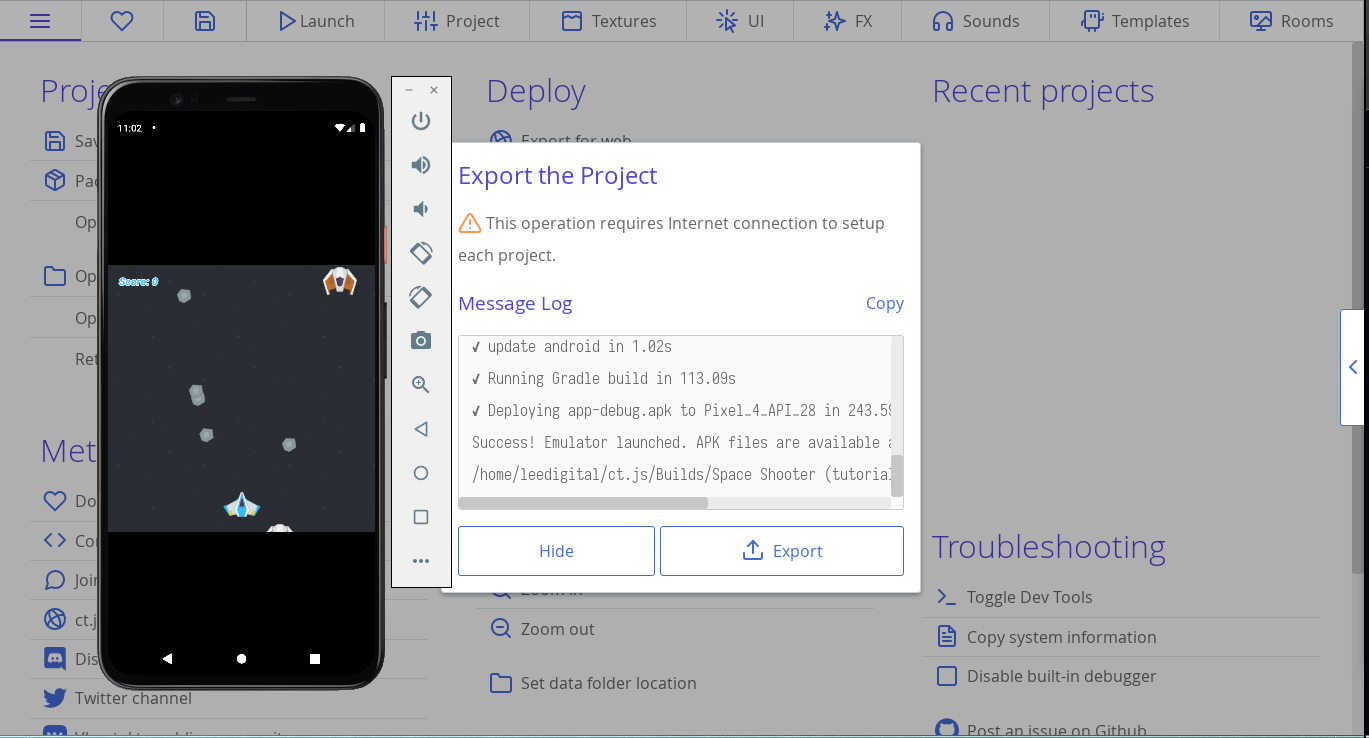 Launch
Project
Textures
UI
FX
Sounds
Templates
Rooms
Proje
Sav
Pac
Op
Op
Op
Ret
Met
Do
Con
Join
ct.j
Dis
Twitter channel
11:02
Score: 0
Deploy
Export for web
Export the Project
This operation requires Internet connection to setup
each project.
Message Log
Copy
✔ update android in 1.02s
✔ Running Gradle build in 113.09s
✔ Deploying app-debug.apk to Pixel_4_API_28 in 243.59
Success! Emulator launched. APK files are available
/home/leedigital/ct.js/Builds/Space Shooter (tutorial
Hide
Export
Zoom in
Zoom out
Set data folder location
Recent projects
Troubleshooting
Toggle Dev Tools
Copy system information
Disable built-in debugger
Post an issue on Github